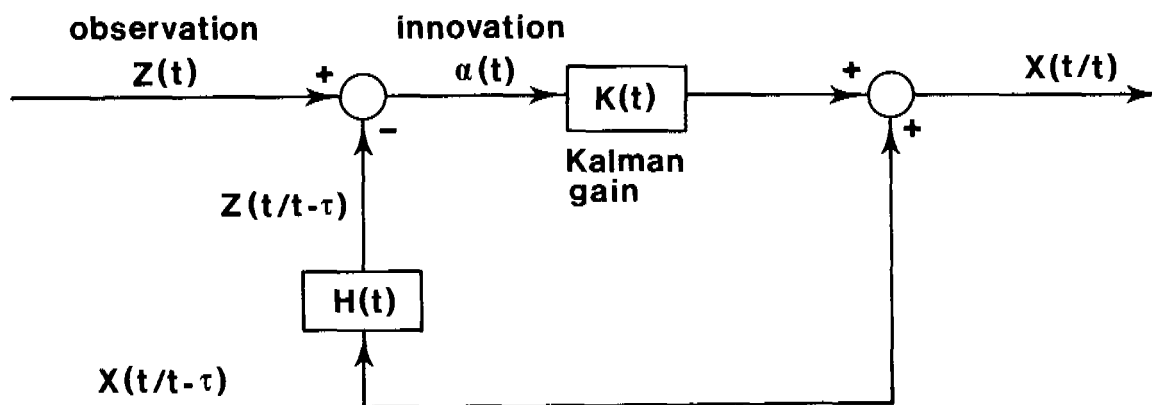 observation
Z(t)
innovation
α(t)
+
-
K(t)
Kalman
gain
+
+
X(t/t)
Z(t/t-τ)
H(t)
X(t/t-τ)